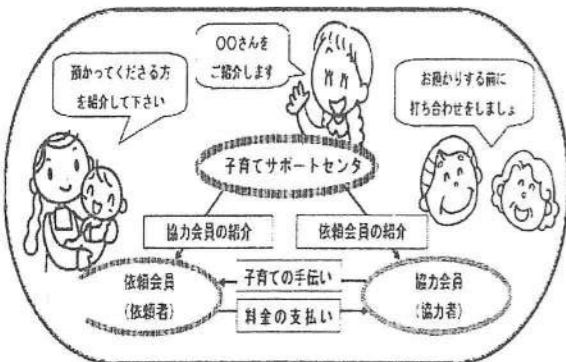 〇〇さんを
ご紹介します
預かってくださる方
を紹介して下さい
お預かりする前に
打ち合わせをしましょ
子育てサポートセンタ
協力会員の紹介
依頼会員の紹介
依頼会員
(依頼者)
子育ての手伝い
料金の支払い
協力会員
(協力者)